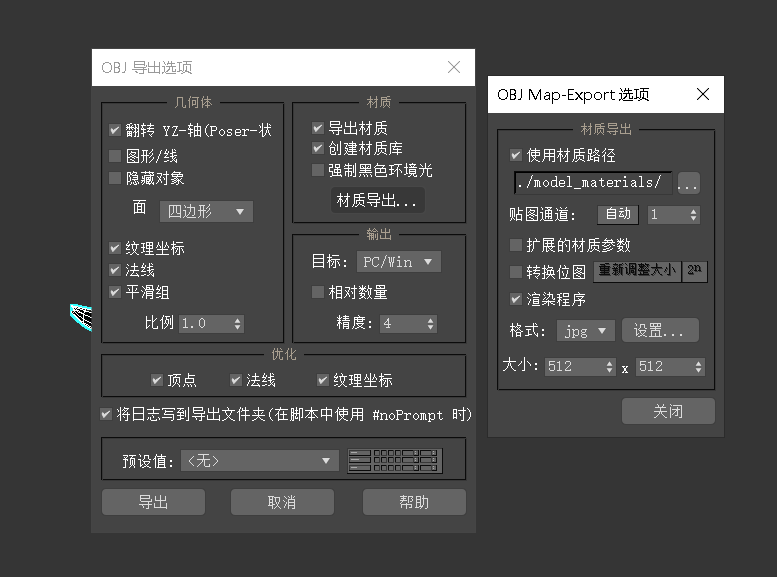 OBJ 导出选项
几何体
翻转 YZ-轴(Poser-状
图形/线
隐藏对象
面 四边形
纹理坐标
法线
平滑组
比例 1.0
材质
导出材质
创建材质库
强制黑色环境光
材质导出...
输出
目标: PC/Win
相对数量
精度: 4
优化
顶点 法线 纹理坐标
将日志写到导出文件夹(在脚本中使用 #noPrompt 时)
预设值: <无>
导出 取消 帮助
OBJ Map-Export 选项
材质导出
使用材质路径
./model_materials/ ...
贴图通道: 自动 1
扩展的材质参数
转换位图 重新调整大小 2ⁿ
渲染程序
格式: jpg 设置...
大小: 512 x 512
关闭